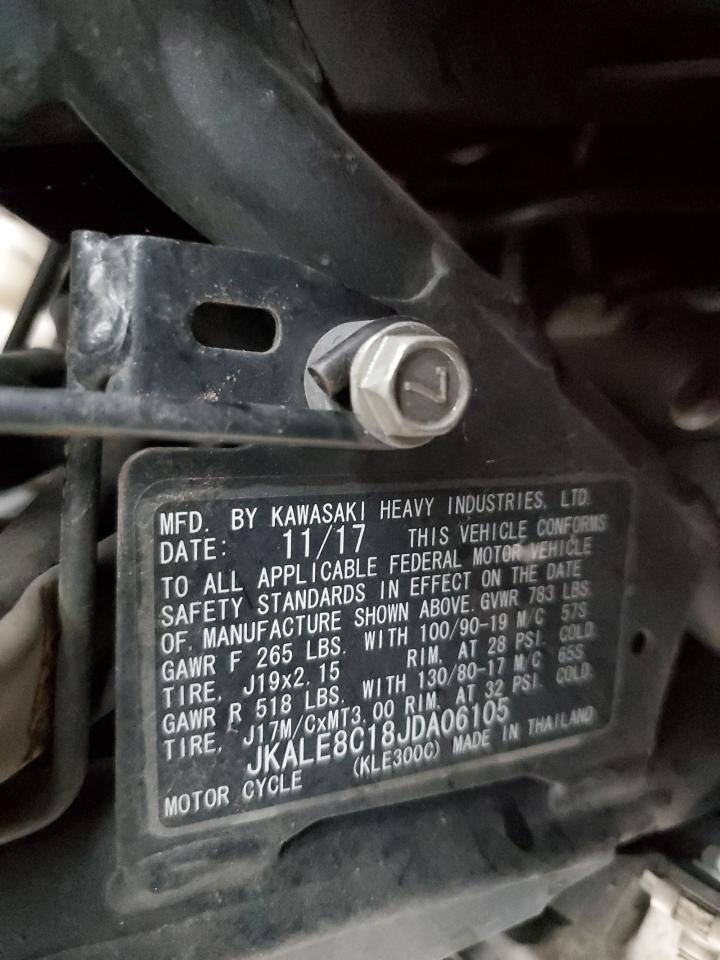 7
MFD. BY KAWASAKI HEAVY INDUSTRIES, LTD.
DATE: 11/17 THIS VEHICLE CONFORMS
TO ALL APPLICABLE FEDERAL MOTOR VEHICLE
SAFETY STANDARDS IN EFFECT ON THE DATE
OF MANUFACTURE SHOWN ABOVE. GVWR 783 LBS.
GAWR F 265 LBS. WITH 100/90-19 M/C 57S
TIRE, J19x2.15 RIM, AT 28 PSI. COLD.
GAWR R 518 LBS. WITH 130/80-17 M/C 65S
TIRE, J17M/CxMT3.00 RIM, AT 32 PSI. COLD.
JKALE8C18JDA06105
MOTOR CYCLE (KLE300C) MADE IN THAILAND